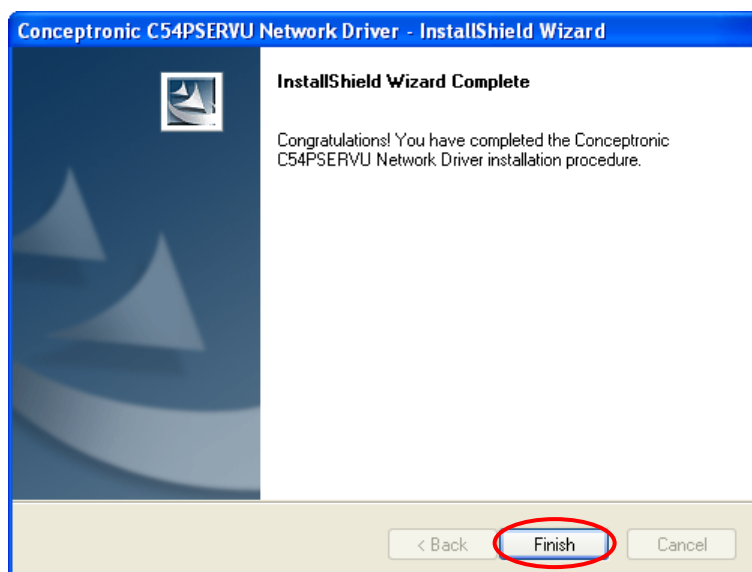 Conceptronic C54PSERVU Network Driver - InstallShield Wizard
InstallShield Wizard Complete
Congratulations! You have completed the Conceptronic
C54PSERVU Network Driver installation procedure.
< Back
Finish
Cancel